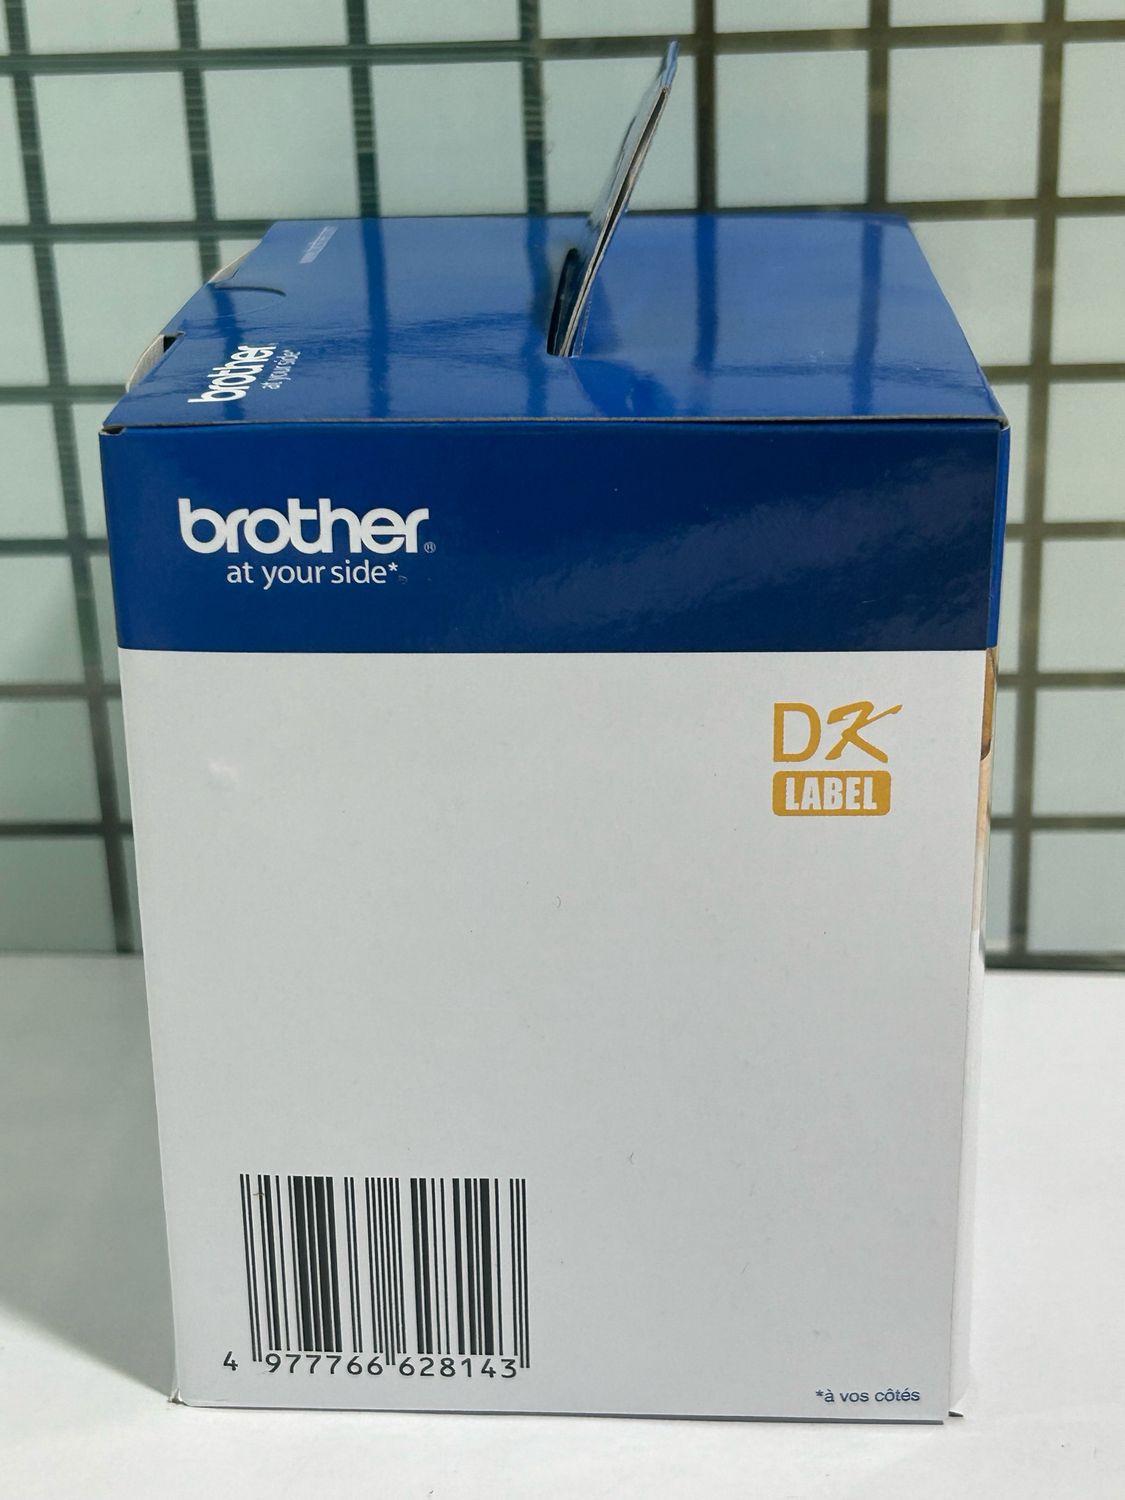 brother
at your side*
brother®
at your side*
DK
LABEL
4 977766 628143
*à vos côtés